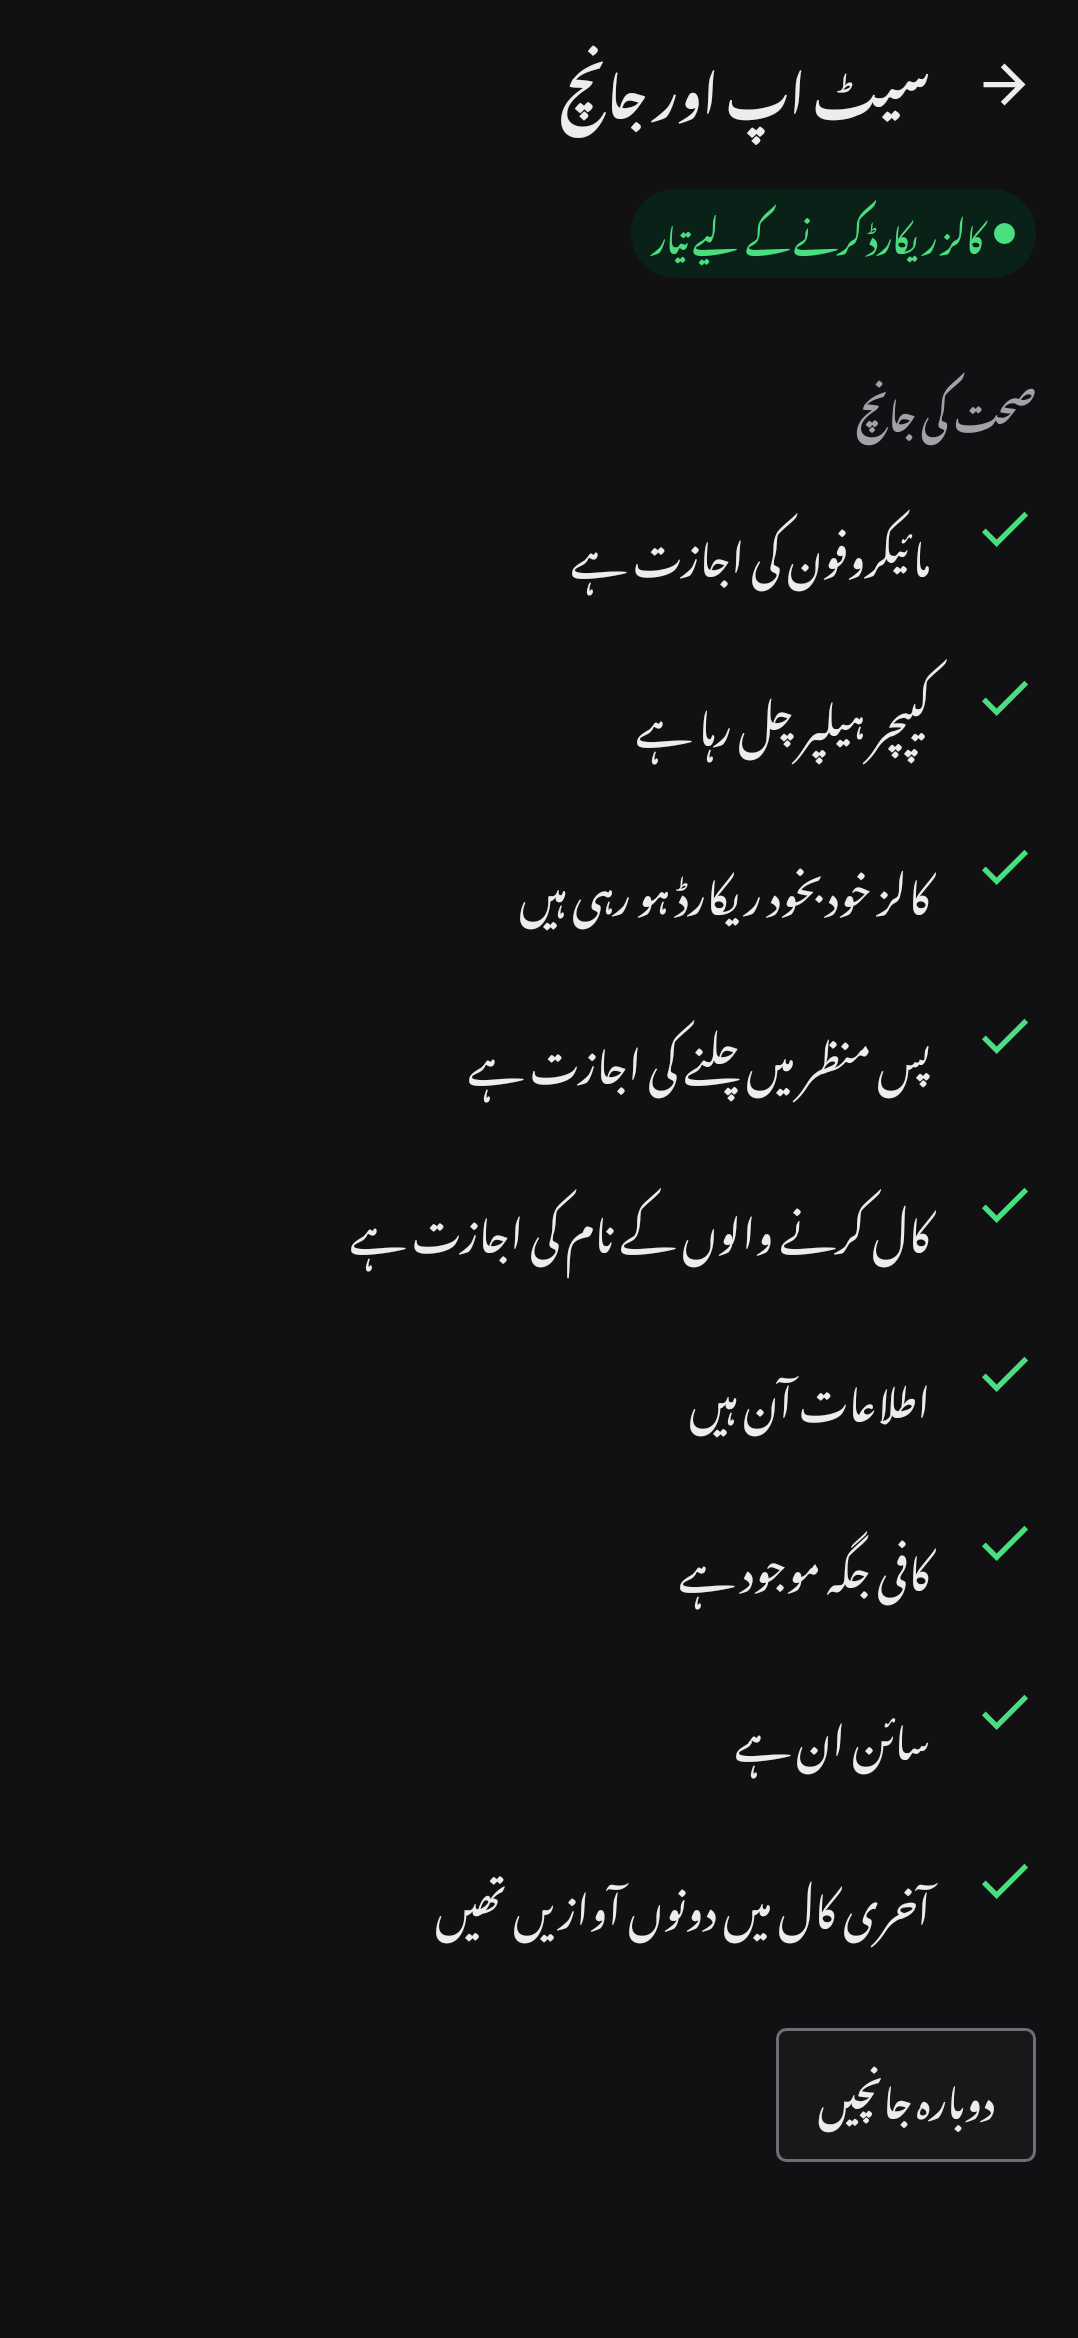 سیٹ اپ اور جانچ
کالز ریکارڈ کرنے کے لیے تیار
صحت کی جانچ
مائیکروفون کی اجازت ہے
کیپچر ہیلپر چل رہا ہے
کالز خود بخود ریکارڈ ہو رہی ہیں
پس منظر میں چلنے کی اجازت ہے
کال کرنے والوں کے نام کی اجازت ہے
اطلاعات آن ہیں
کافی جگہ موجود ہے
سائن ان ہے
آخری کال میں دونوں آوازیں تھیں
دوبارہ جانچیں